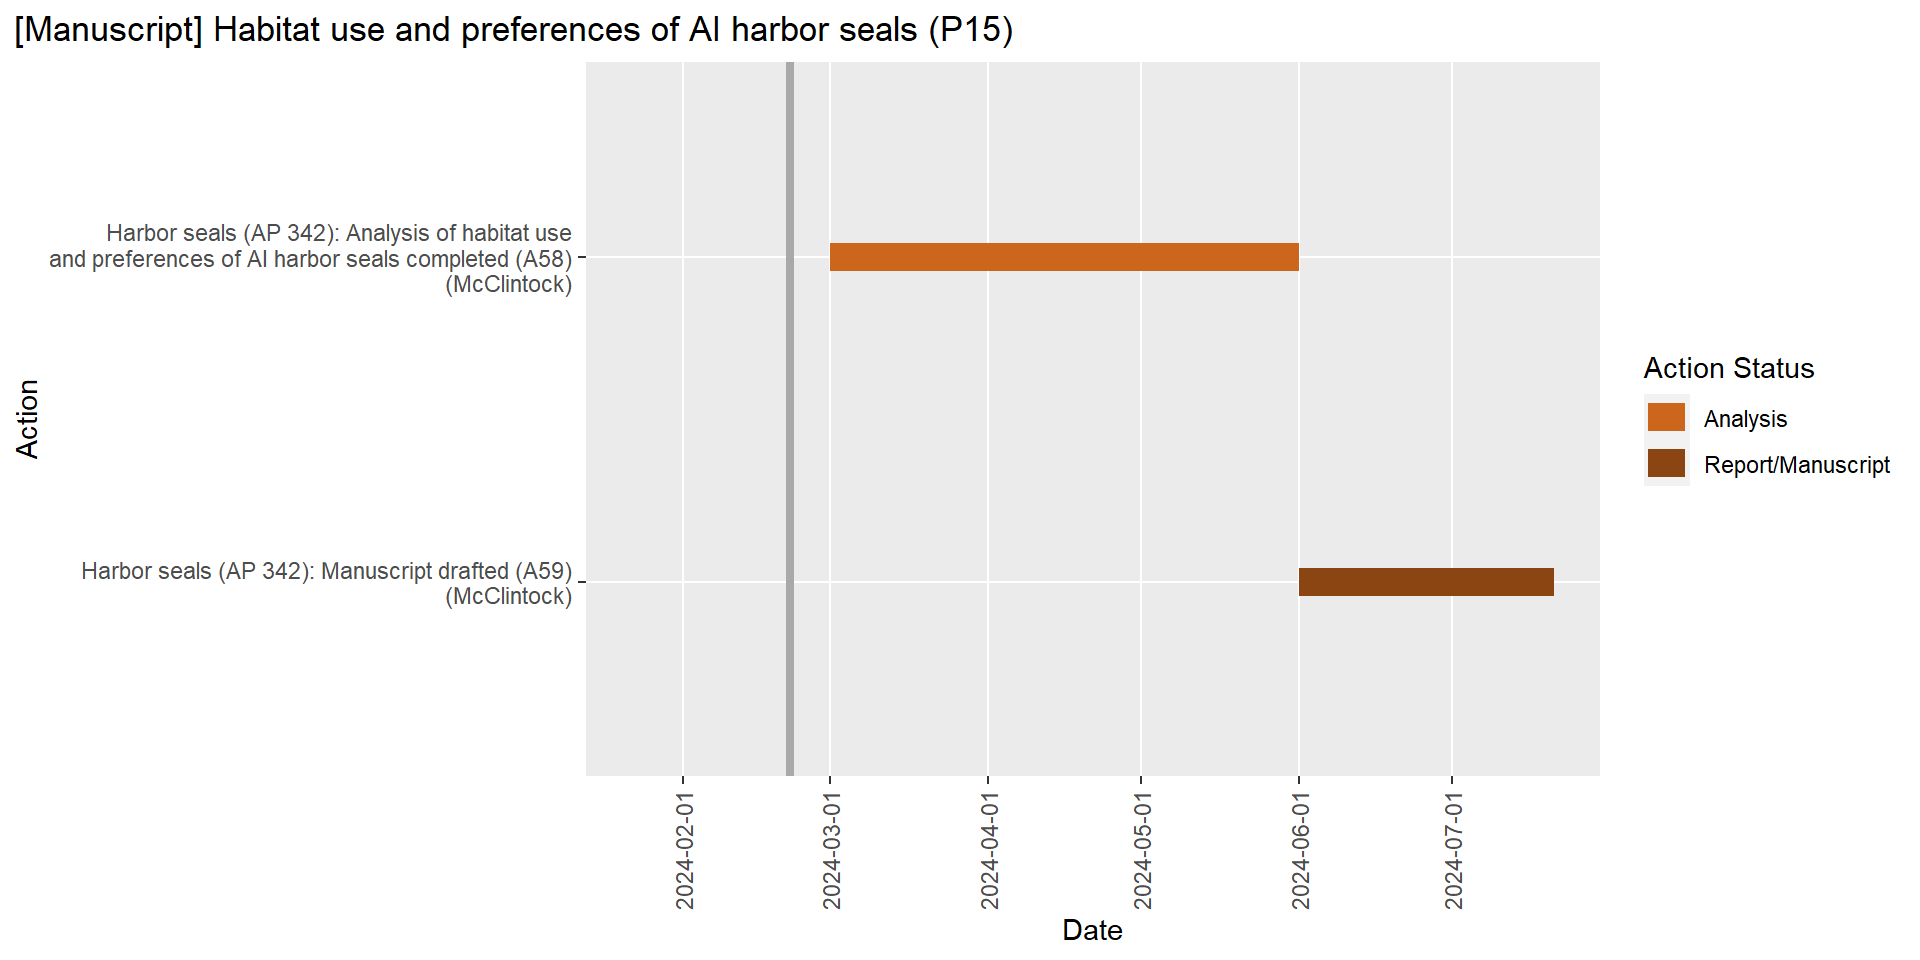 [Manuscript] Habitat use and preferences of AI harbor seals (P15)
Action
Harbor seals (AP 342): Analysis of habitat use
and preferences of AI harbor seals completed (A58)
(McClintock)
Harbor seals (AP 342): Manuscript drafted (A59)
(McClintock)
2024-02-01
2024-03-01
2024-04-01
2024-05-01
2024-06-01
2024-07-01
Date
Action Status
Analysis
Report/Manuscript